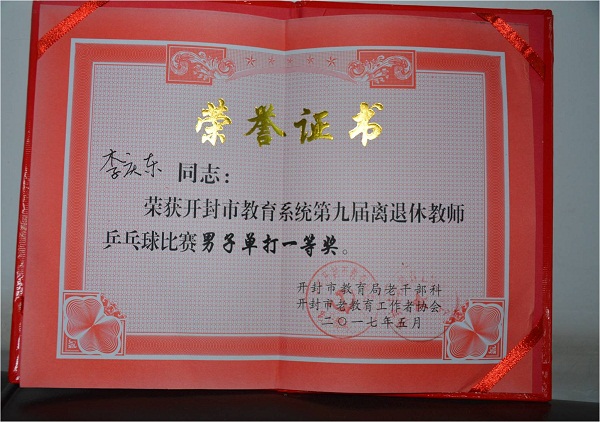 荣誉证书
李庆东 同志：
荣获开封市教育系统第九届离退休教师
乒乓球比赛男子单打一等奖。
开封市教育局老干部科
开封市老教育工作者协会
二〇一七年五月